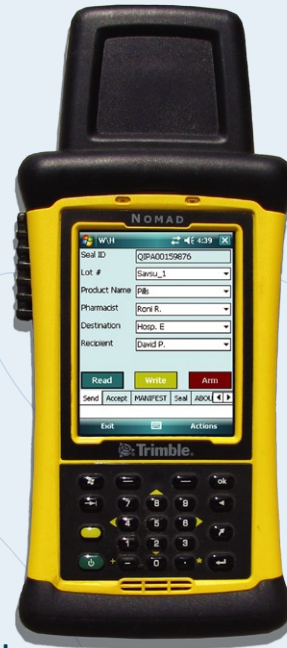 NOMAD
W\H 4:39
Seal ID QIPA00159876
Lot # Savsu_1
Product Name Pills
Pharmacist Roni R.
Destination Hosp. E
Recipient David P.
Read Write Arm
Send Accept MANIFEST Seal ABOU
Exit Actions
Trimble.
ok
7 8 9
4 5 6
1 2 3
+ - 0 . *